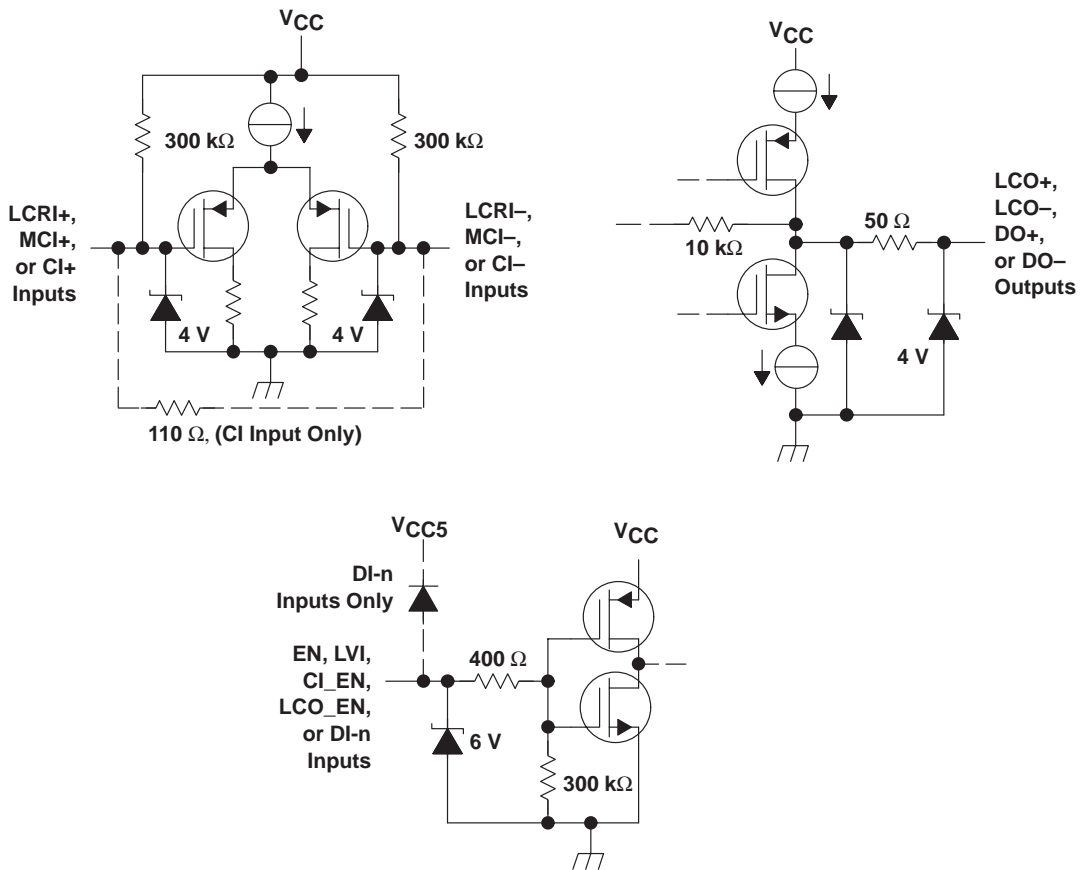 VCC
300 kΩ
300 kΩ
LCRI+,
MCI+,
or CI+
Inputs
LCRI–,
MCI–,
or CI–
Inputs
4 V
4 V
110 Ω, (CI Input Only)
VCC
10 kΩ
50 Ω
LCO+,
LCO–,
DO+,
or DO–
Outputs
4 V
VCC5
DI-n
Inputs Only
EN, LVI,
CI_EN,
LCO_EN,
or DI-n
Inputs
400 Ω
6 V
300 kΩ
VCC